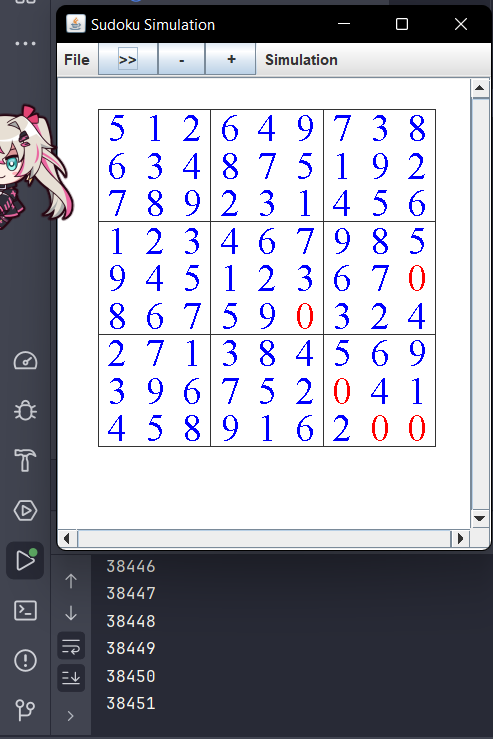 Sudoku Simulation
File >> - + Simulation
5 1 2 6 4 9 7 3 8
6 3 4 8 7 5 1 9 2
7 8 9 2 3 1 4 5 6
1 2 3 4 6 7 9 8 5
9 4 5 1 2 3 6 7 0
8 6 7 5 9 0 3 2 4
2 7 1 3 8 4 5 6 9
3 9 6 7 5 2 0 4 1
4 5 8 9 1 6 2 0 0
38446
38447
38448
38449
38450
38451